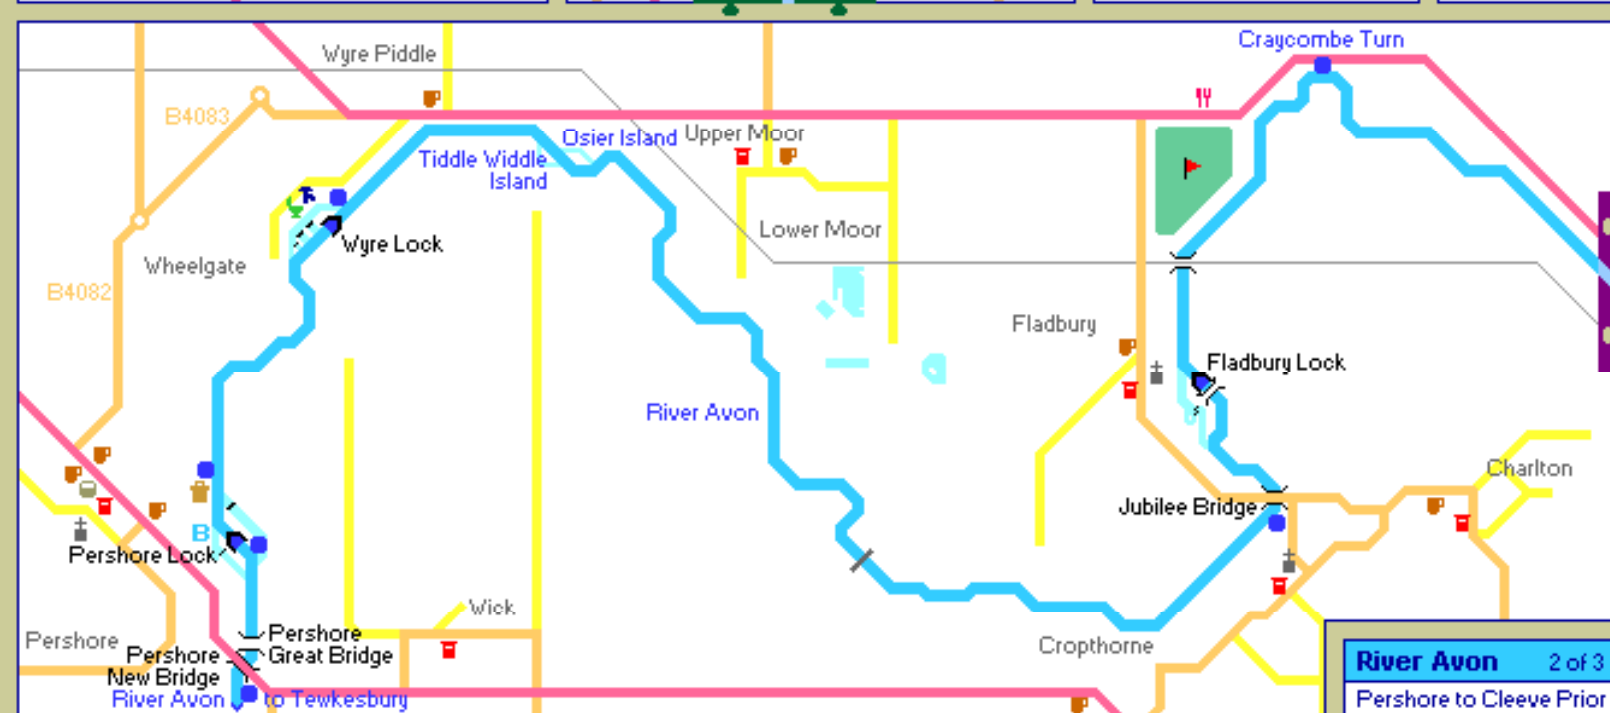 Craycombe Turn
Wyre Piddle
B4083
Osier Island
Upper Moor
Tiddle Widdle
Island
Lower Moor
Wyre Lock
Wheelgate
B4082
Fladbury
Fladbury Lock
River Avon
Charlton
Jubilee Bridge
B
Pershore Lock
Wick
Pershore
Great Bridge
Pershore
Cropthorne
Pershore
New Bridge
River Avon
to Tewkesbury
River Avon 2 of 3
Pershore to Cleeve Prior